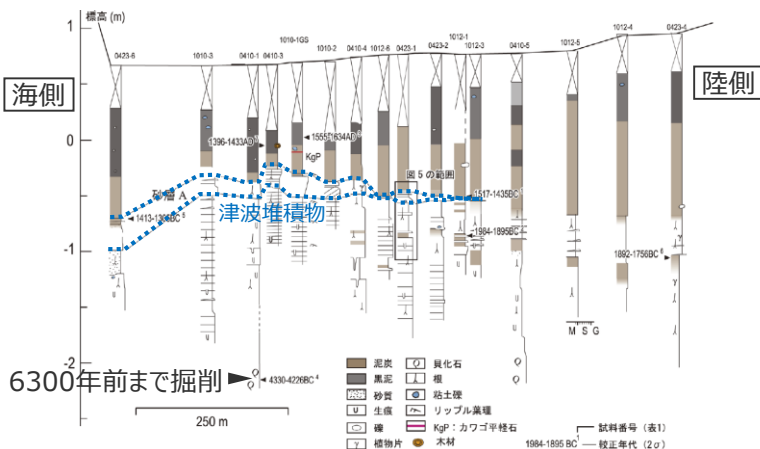 標高 (m)
1
0
-1
-2
海側
陸側
0423-6
1010-3
0410-1
0410-3
1010-1GS
1010-2
0410-4
1012-6
0423-1
0423-2
1012-1
1012-3
0410-5
1012-5
1012-4
0423-4
1396-1433AD
1555-1634AD
KgP
図5の範囲
砂層 A
津波堆積物
1413-1305BC 5
1517-1435BC
1984-1895BC
1892-1756BC 6
6300年前まで掘削
4330-4226BC 4
250 m
M S G
泥炭
貝化石
黒泥
根
砂質
粘土礫
生痕
リップル葉理
礫
KgP:カワゴ平軽石
植物片
木材
試料番号(表1)
1984-1895 BC 1
較正年代(2σ)